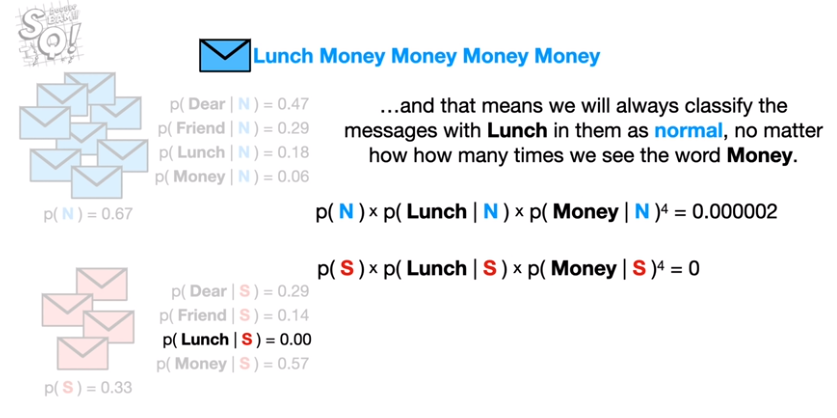 Lunch Money Money Money Money
p( Dear | N ) = 0.47
p( Friend | N ) = 0.29
p( Lunch | N ) = 0.18
p( Money | N ) = 0.06
p( N ) = 0.67
…and that means we will always classify the
messages with Lunch in them as normal, no matter
how how many times we see the word Money.
p( N ) x p( Lunch | N ) x p( Money | N )⁴ = 0.000002
p( S ) x p( Lunch | S ) x p( Money | S )⁴ = 0
p( Dear | S ) = 0.29
p( Friend | S ) = 0.14
p( Lunch | S ) = 0.00
p( Money | S ) = 0.57
p( S ) = 0.33